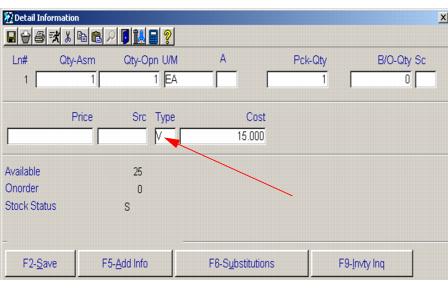 Detail Information
Ln# Qty-Asm Qty-Opn U/M A Pck-Qty B/O-Qty Sc
1 1 1 EA 1 0
Price Src Type Cost
V 15.000
Available 25
Onorder 0
Stock Status S
F2-Save F5-Add Info F6-Substitutions F9-Invty Inq